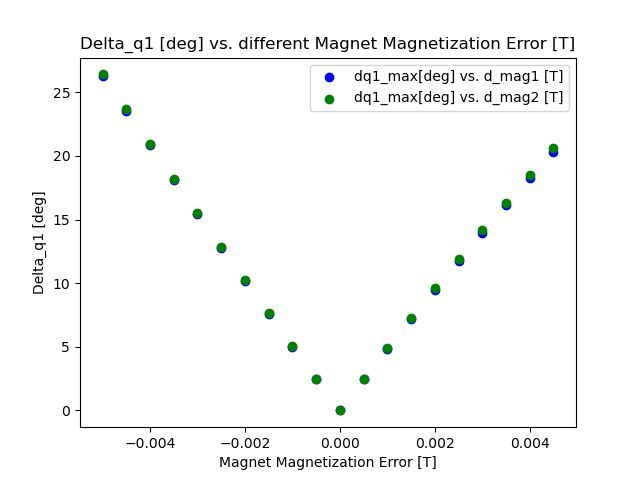 Delta_q1 [deg] vs. different Magnet Magnetization Error [T]
dq1_max[deg] vs. d_mag1 [T]
dq1_max[deg] vs. d_mag2 [T]
25
20
15
10
5
0
Delta_q1 [deg]
−0.004 −0.002 0.000 0.002 0.004
Magnet Magnetization Error [T]